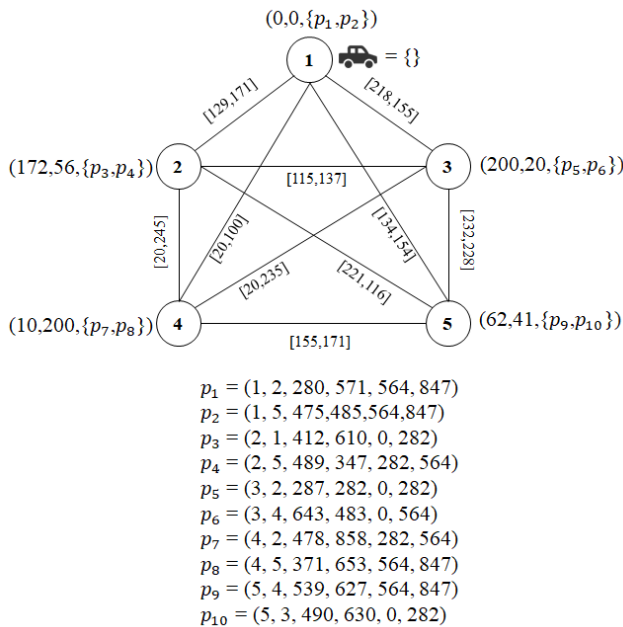 (0,0,{p₁,p₂})
1
= {}
[129,171]
[218,155]
(172,56,{p₃,p₄})
2
[115,137]
3
(200,20,{p₅,p₆})
[20,245]
[20,100]
[134,154]
[232,228]
[20,235]
[221,116]
(10,200,{p₇,p₈})
4
[155,171]
5
(62,41,{p₉,p₁₀})
p₁ = (1, 2, 280, 571, 564, 847)
p₂ = (1, 5, 475,485,564,847)
p₃ = (2, 1, 412, 610, 0, 282)
p₄ = (2, 5, 489, 347, 282, 564)
p₅ = (3, 2, 287, 282, 0, 282)
p₆ = (3, 4, 643, 483, 0, 564)
p₇ = (4, 2, 478, 858, 282, 564)
p₈ = (4, 5, 371, 653, 564, 847)
p₉ = (5, 4, 539, 627, 564, 847)
p₁₀ = (5, 3, 490, 630, 0, 282)